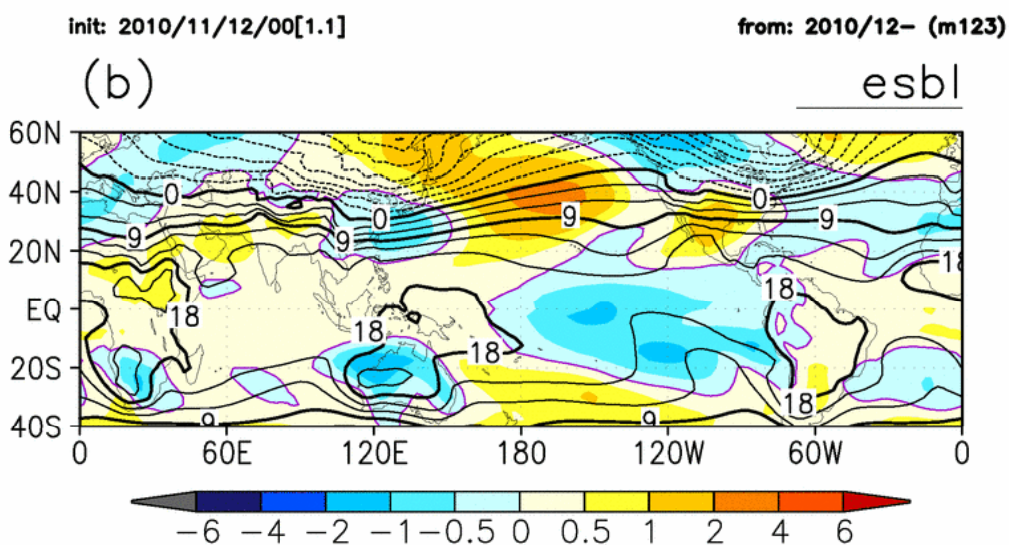 init: 2010/11/12/00[1.1] from: 2010/12− (m123)
(b) esbl
60N
0 0
40N
9 9 9 9
20N
18 18
EQ 18
18 18
20S
18
9 9
40S
0 60E 120E 180 120W 60W 0
−6 −4 −2 −1 −0.5 0 0.5 1 2 4 6